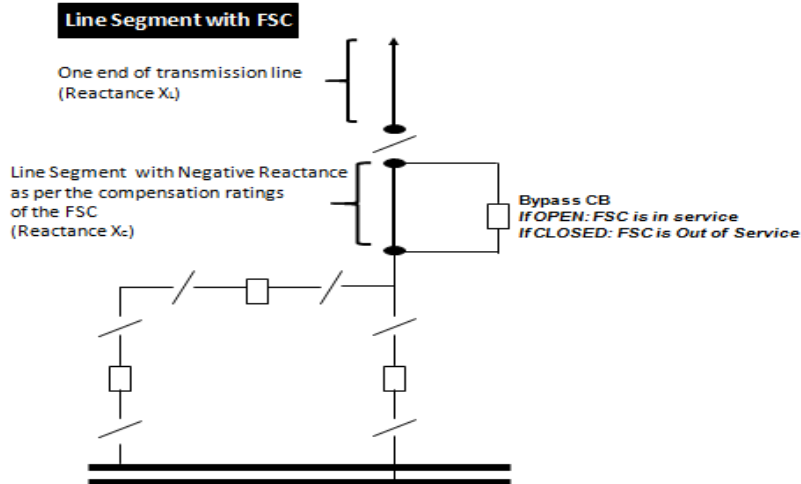 Line Segment with FSC
One end of transmission line
(Reactance XL)
Line Segment with Negative Reactance
as per the compensation ratings
of the FSC
(Reactance Xc)
Bypass CB
If OPEN: FSC is in service
If CLOSED: FSC is Out of Service